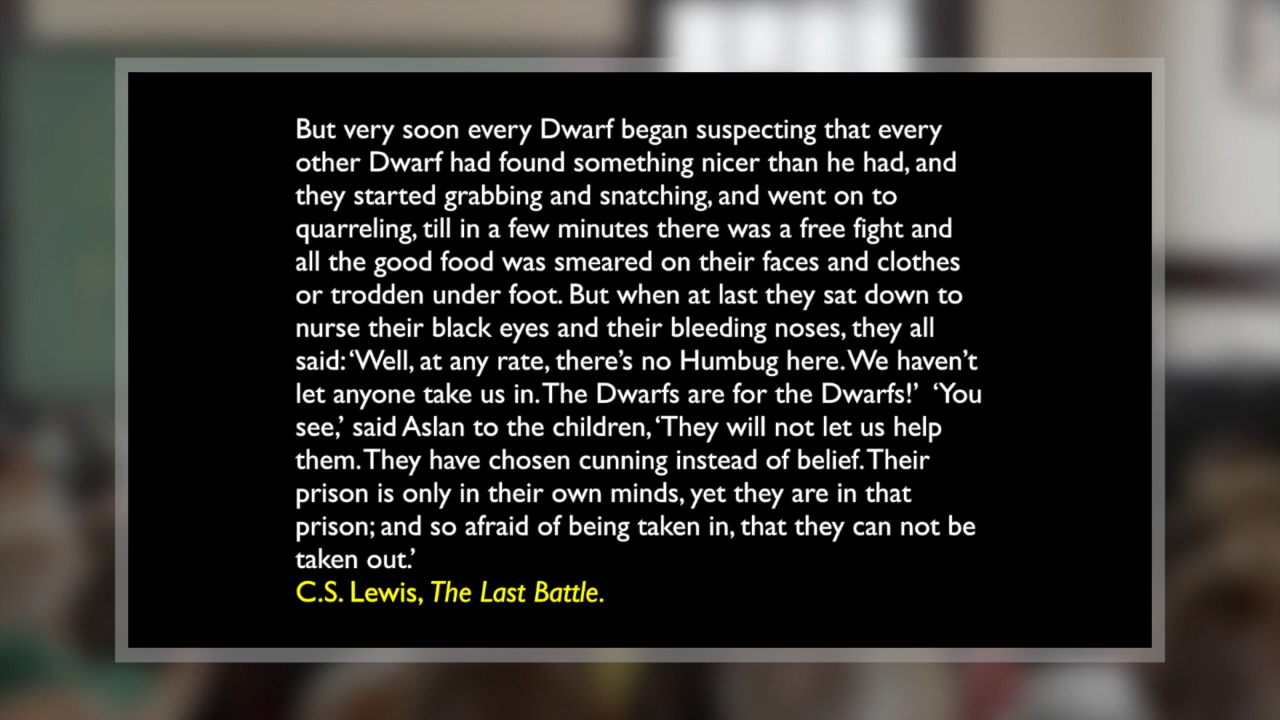 But very soon every Dwarf began suspecting that every
other Dwarf had found something nicer than he had, and
they started grabbing and snatching, and went on to
quarreling, till in a few minutes there was a free fight and
all the good food was smeared on their faces and clothes
or trodden under foot. But when at last they sat down to
nurse their black eyes and their bleeding noses, they all
said: ‘Well, at any rate, there’s no Humbug here. We haven’t
let anyone take us in. The Dwarfs are for the Dwarfs!’ ‘You
see,’ said Aslan to the children, ‘They will not let us help
them. They have chosen cunning instead of belief. Their
prison is only in their own minds, yet they are in that
prison; and so afraid of being taken in, that they can not be
taken out.’
C.S. Lewis, The Last Battle.